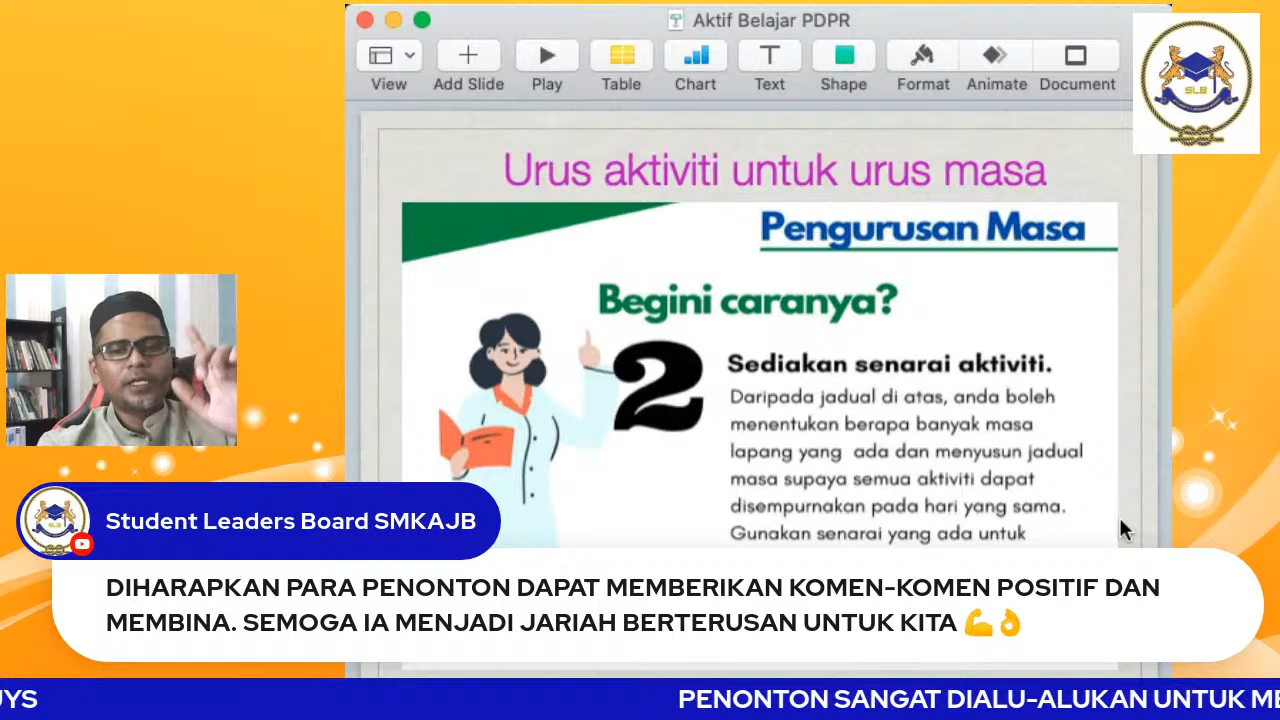 Aktif Belajar PDPR
View Add Slide Play Table Chart Text Shape Format Animate Document
SLB
Urus aktiviti untuk urus masa
Pengurusan Masa
Begini caranya?
2
Sediakan senarai aktiviti.
Daripada jadual di atas, anda boleh
menentukan berapa banyak masa
lapang yang ada dan menyusun jadual
masa supaya semua aktiviti dapat
disempurnakan pada hari yang sama.
Gunakan senarai yang ada untuk
Student Leaders Board SMKAJB
DIHARAPKAN PARA PENONTON DAPAT MEMBERIKAN KOMEN-KOMEN POSITIF DAN
MEMBINA. SEMOGA IA MENJADI JARIAH BERTERUSAN UNTUK KITA 💪👌
UYS PENONTON SANGAT DIALU-ALUKAN UNTUK ME